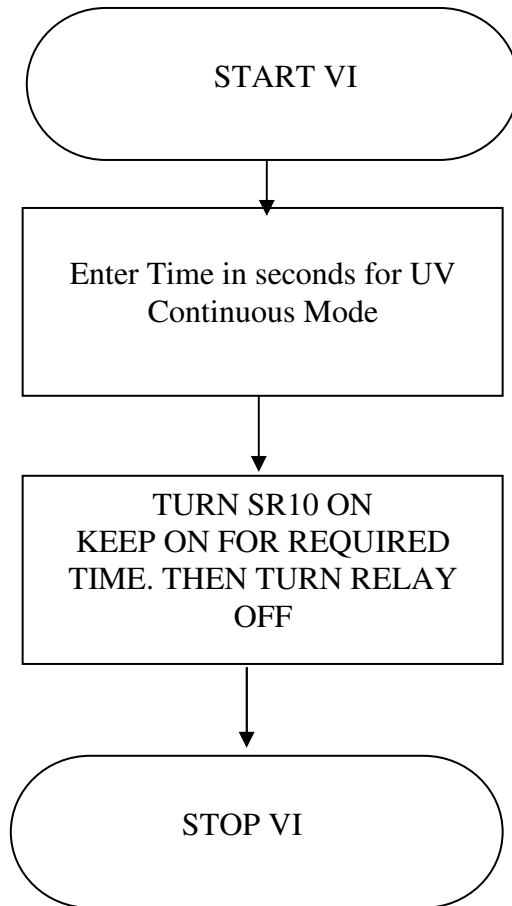 START VI
Enter Time in seconds for UV
Continuous Mode
TURN SR10 ON
KEEP ON FOR REQUIRED
TIME. THEN TURN RELAY
OFF
STOP VI